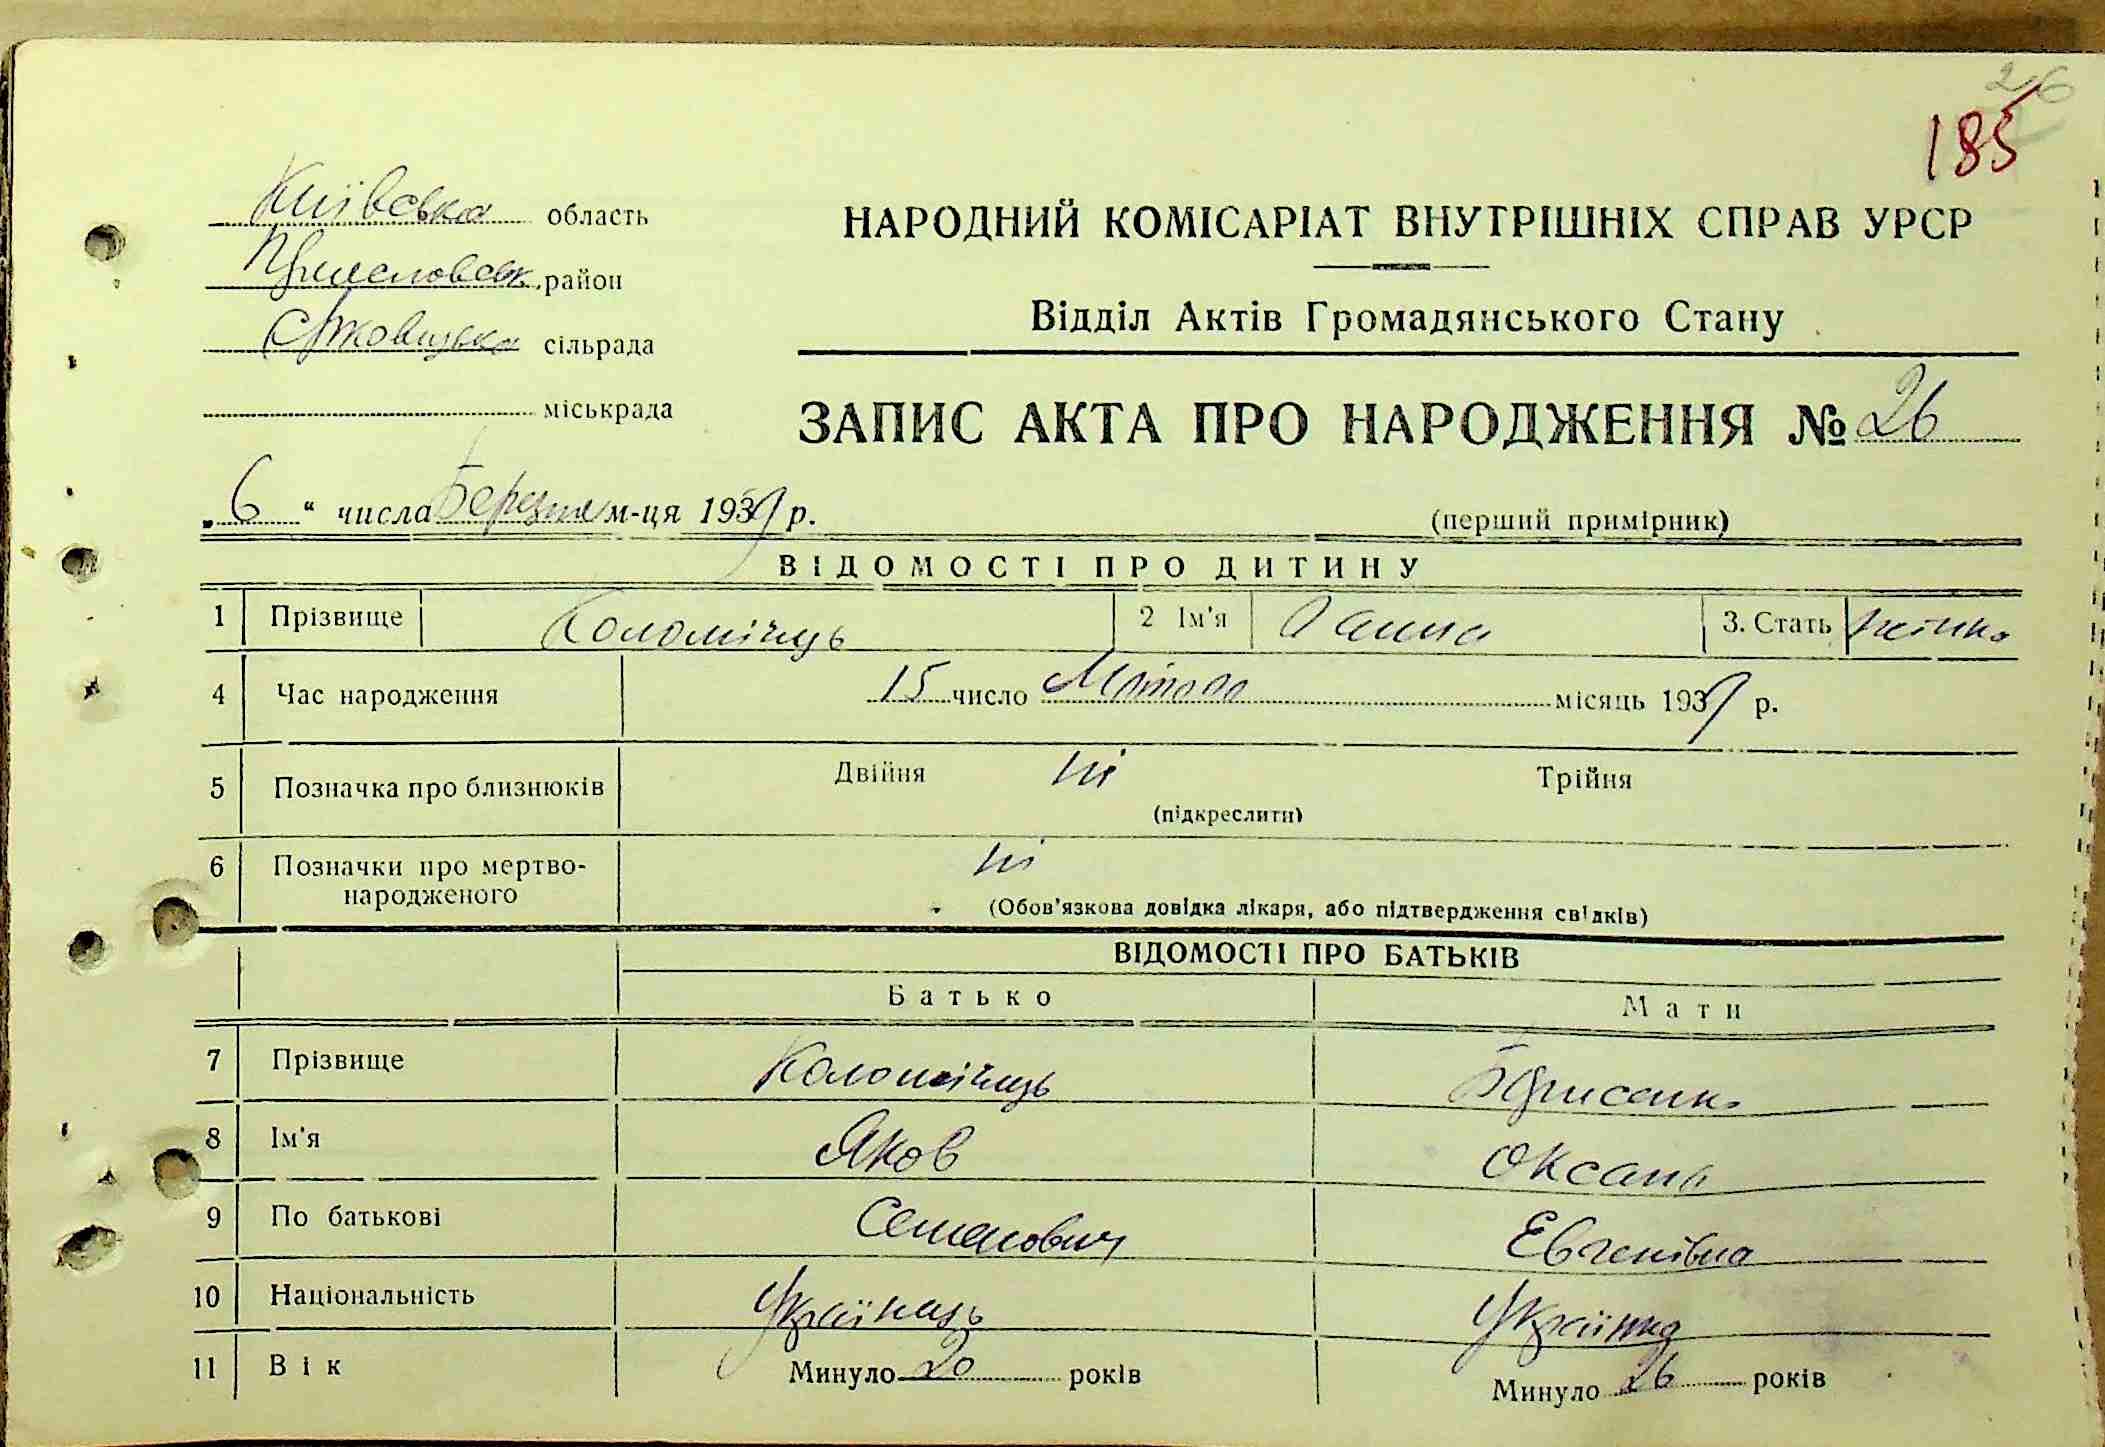 26
185
Київська область
район
сільрада
міськрада
НАРОДНИЙ КОМІСАРІАТ ВНУТРІШНІХ СПРАВ УРСР
Відділ Актів Громадянського Стану
ЗАПИС АКТА ПРО НАРОДЖЕННЯ № 26
„6“ числа Березня м-ця 1939 р.
(перший примірник)
ВІДОМОСТІ ПРО ДИТИНУ
1 Прізвище Коломієць 2 Ім'я Ганна 3. Стать жіноча
4 Час народження 15 число Лютого місяць 1939 р.
5 Позначка про близнюків Двійня ні Трійня
(підкреслити)
6 Позначки про мертво-
народженого ні
(Обов'язкова довідка лікаря, або підтвердження свідків)
ВІДОМОСТІ ПРО БАТЬКІВ
Батько Мати
7 Прізвище Коломієць
8 Ім'я Яков Оксана
9 По батькові Семенович Евгенівна
10 Національність Українець Українка
11 Вік Минуло 20 років Минуло 26 років